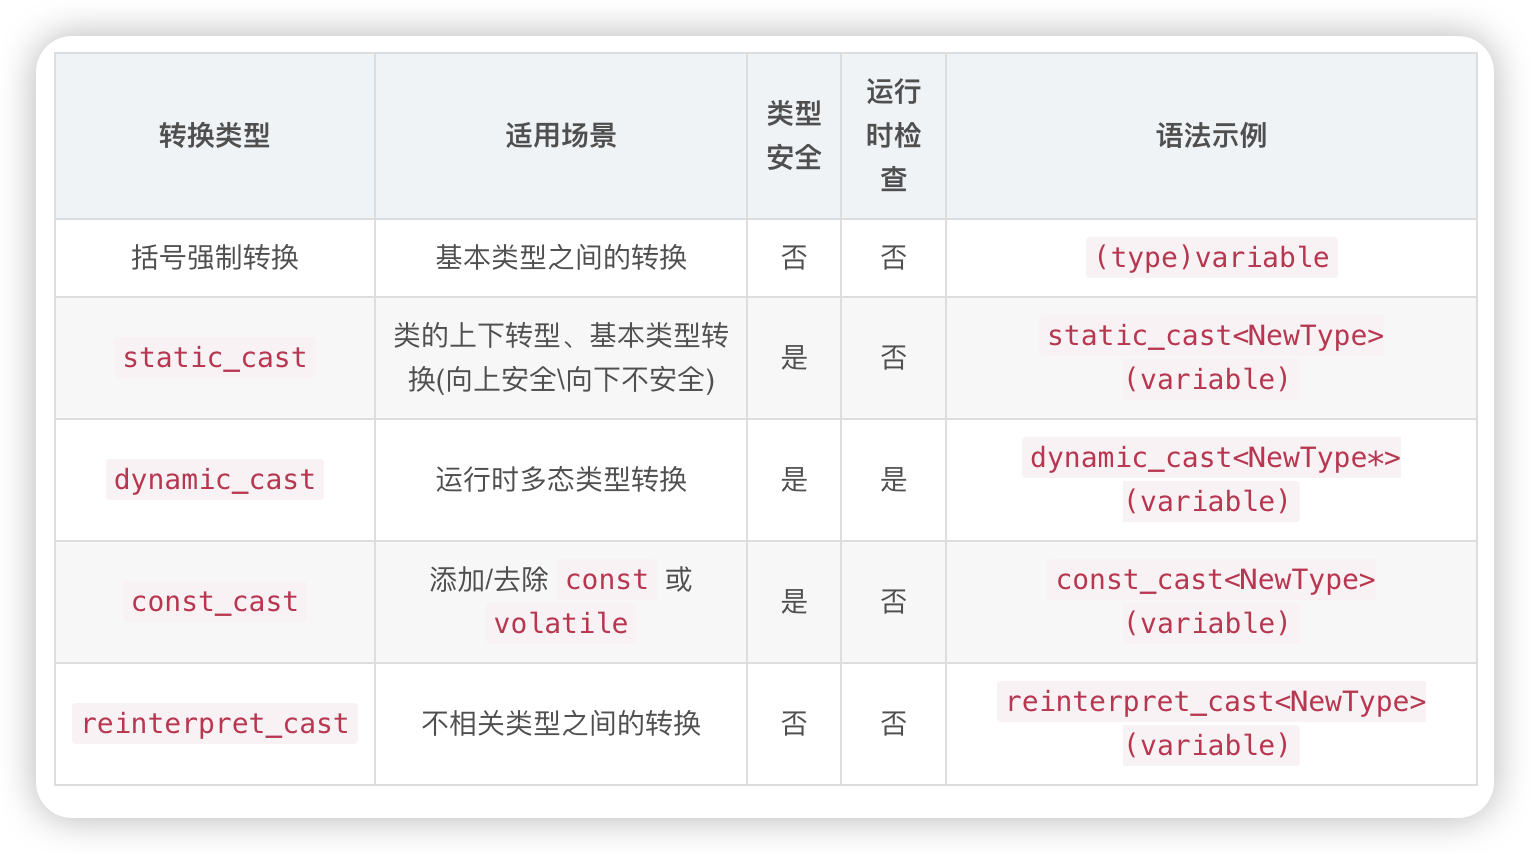 转换类型
适用场景
类型
安全
运行
时检
查
语法示例
括号强制转换
基本类型之间的转换
否
否
(type)variable
static_cast
类的上下转型、基本类型转
换(向上安全\向下不安全)
是
否
static_cast<NewType>
(variable)
dynamic_cast
运行时多态类型转换
是
是
dynamic_cast<NewType*>
(variable)
const_cast
添加/去除 const 或
volatile
是
否
const_cast<NewType>
(variable)
reinterpret_cast
不相关类型之间的转换
否
否
reinterpret_cast<NewType>
(variable)